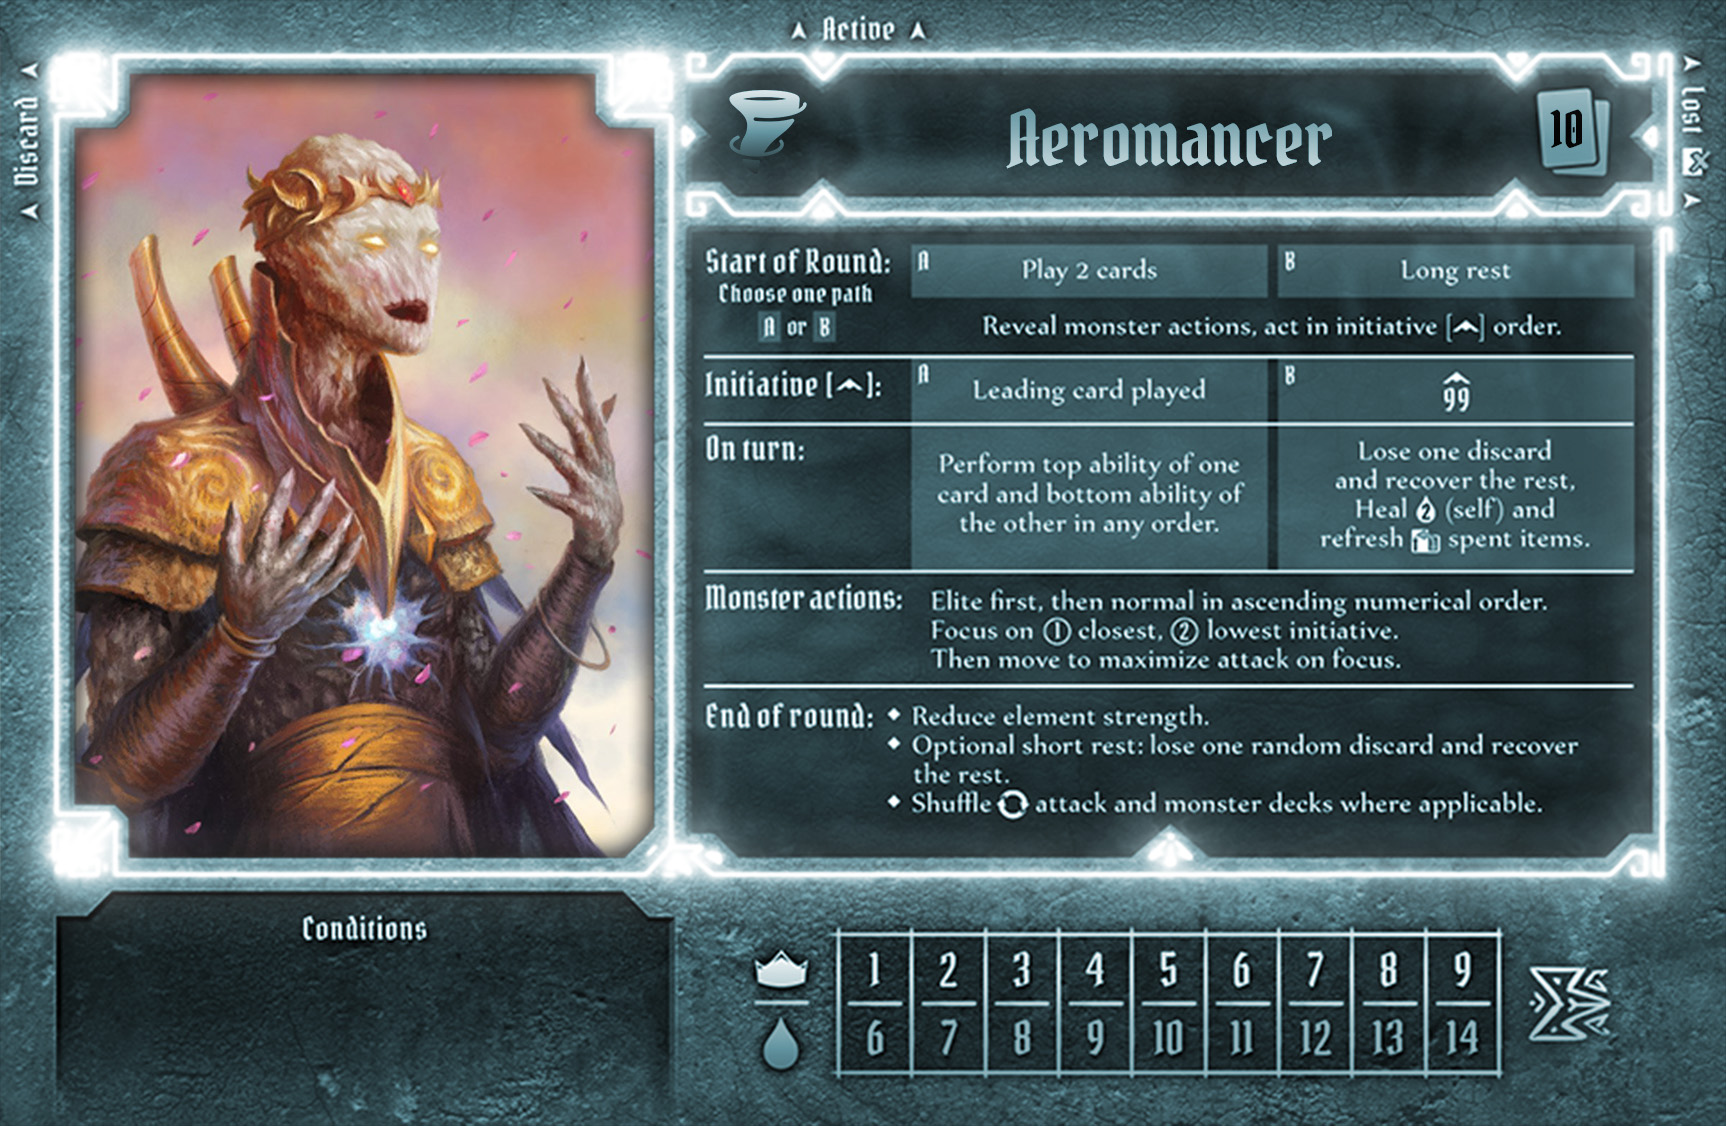 Active
Discard
Lost
Aeromancer
10
Start of Round:
Choose one path
A or B
A Play 2 cards
B Long rest
Reveal monster actions, act in initiative [ ] order.
Initiative [ ]:
A Leading card played
B 99
On turn:
Perform top ability of one
card and bottom ability of
the other in any order.
Lose one discard
and recover the rest,
Heal 2 (self) and
refresh spent items.
Monster actions:
Elite first, then normal in ascending numerical order.
Focus on 1 closest, 2 lowest initiative.
Then move to maximize attack on focus.
End of round:
Reduce element strength.
Optional short rest: lose one random discard and recover
the rest.
Shuffle attack and monster decks where applicable.
Conditions
1 2 3 4 5 6 7 8 9
6 7 8 9 10 11 12 13 14